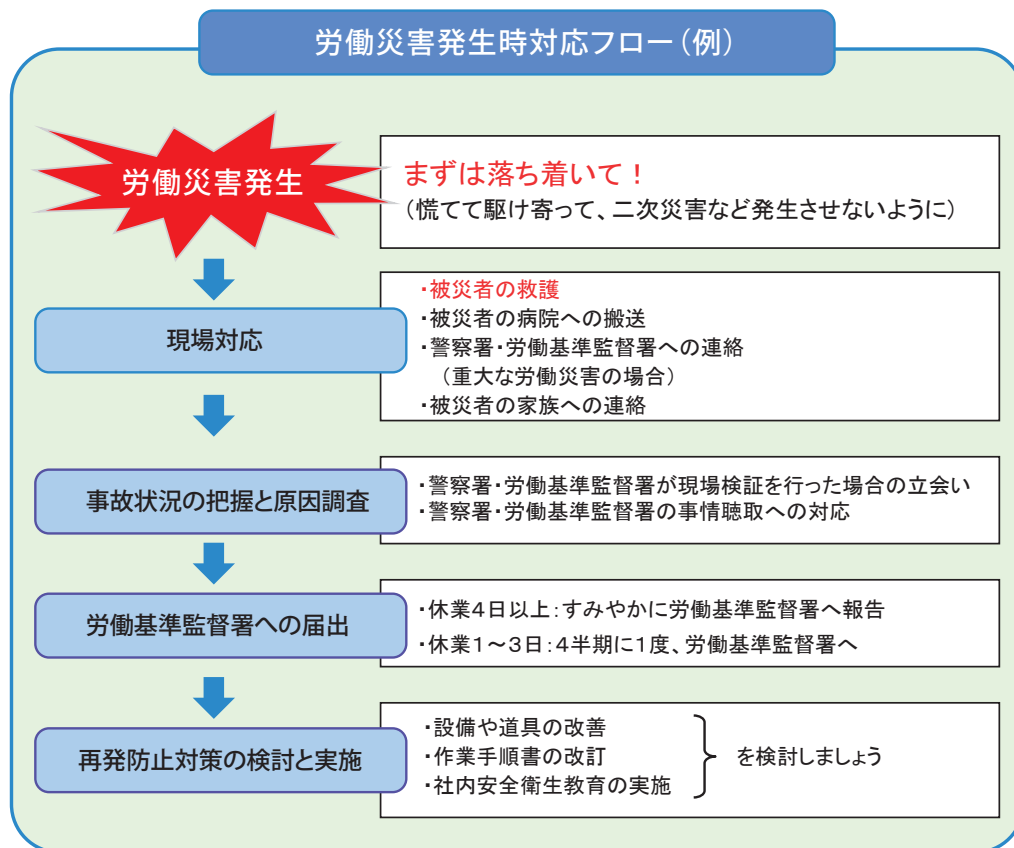 労働災害発生時対応フロー(例)
労働災害発生
まずは落ち着いて!
(慌てて駆け寄って、二次災害など発生させないように)
現場対応
・被災者の救護
・被災者の病院への搬送
・警察署・労働基準監督署への連絡
(重大な労働災害の場合)
・被災者の家族への連絡
事故状況の把握と原因調査
・警察署・労働基準監督署が現場検証を行った場合の立会い
・警察署・労働基準監督署の事情聴取への対応
労働基準監督署への届出
・休業4日以上:すみやかに労働基準監督署へ報告
・休業1~3日:4半期に1度、労働基準監督署へ
再発防止対策の検討と実施
・設備や道具の改善
・作業手順書の改訂
・社内安全衛生教育の実施
を検討しましょう